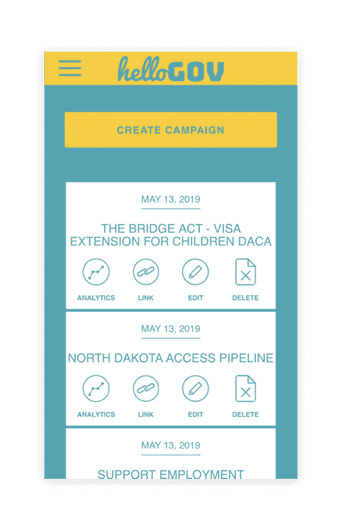 helloGOV
CREATE CAMPAIGN
MAY 13, 2019
THE BRIDGE ACT - VISA
EXTENSION FOR CHILDREN DACA
ANALYTICS LINK EDIT DELETE
MAY 13, 2019
NORTH DAKOTA ACCESS PIPELINE
ANALYTICS LINK EDIT DELETE
MAY 13, 2019
SUPPORT EMPLOYMENT